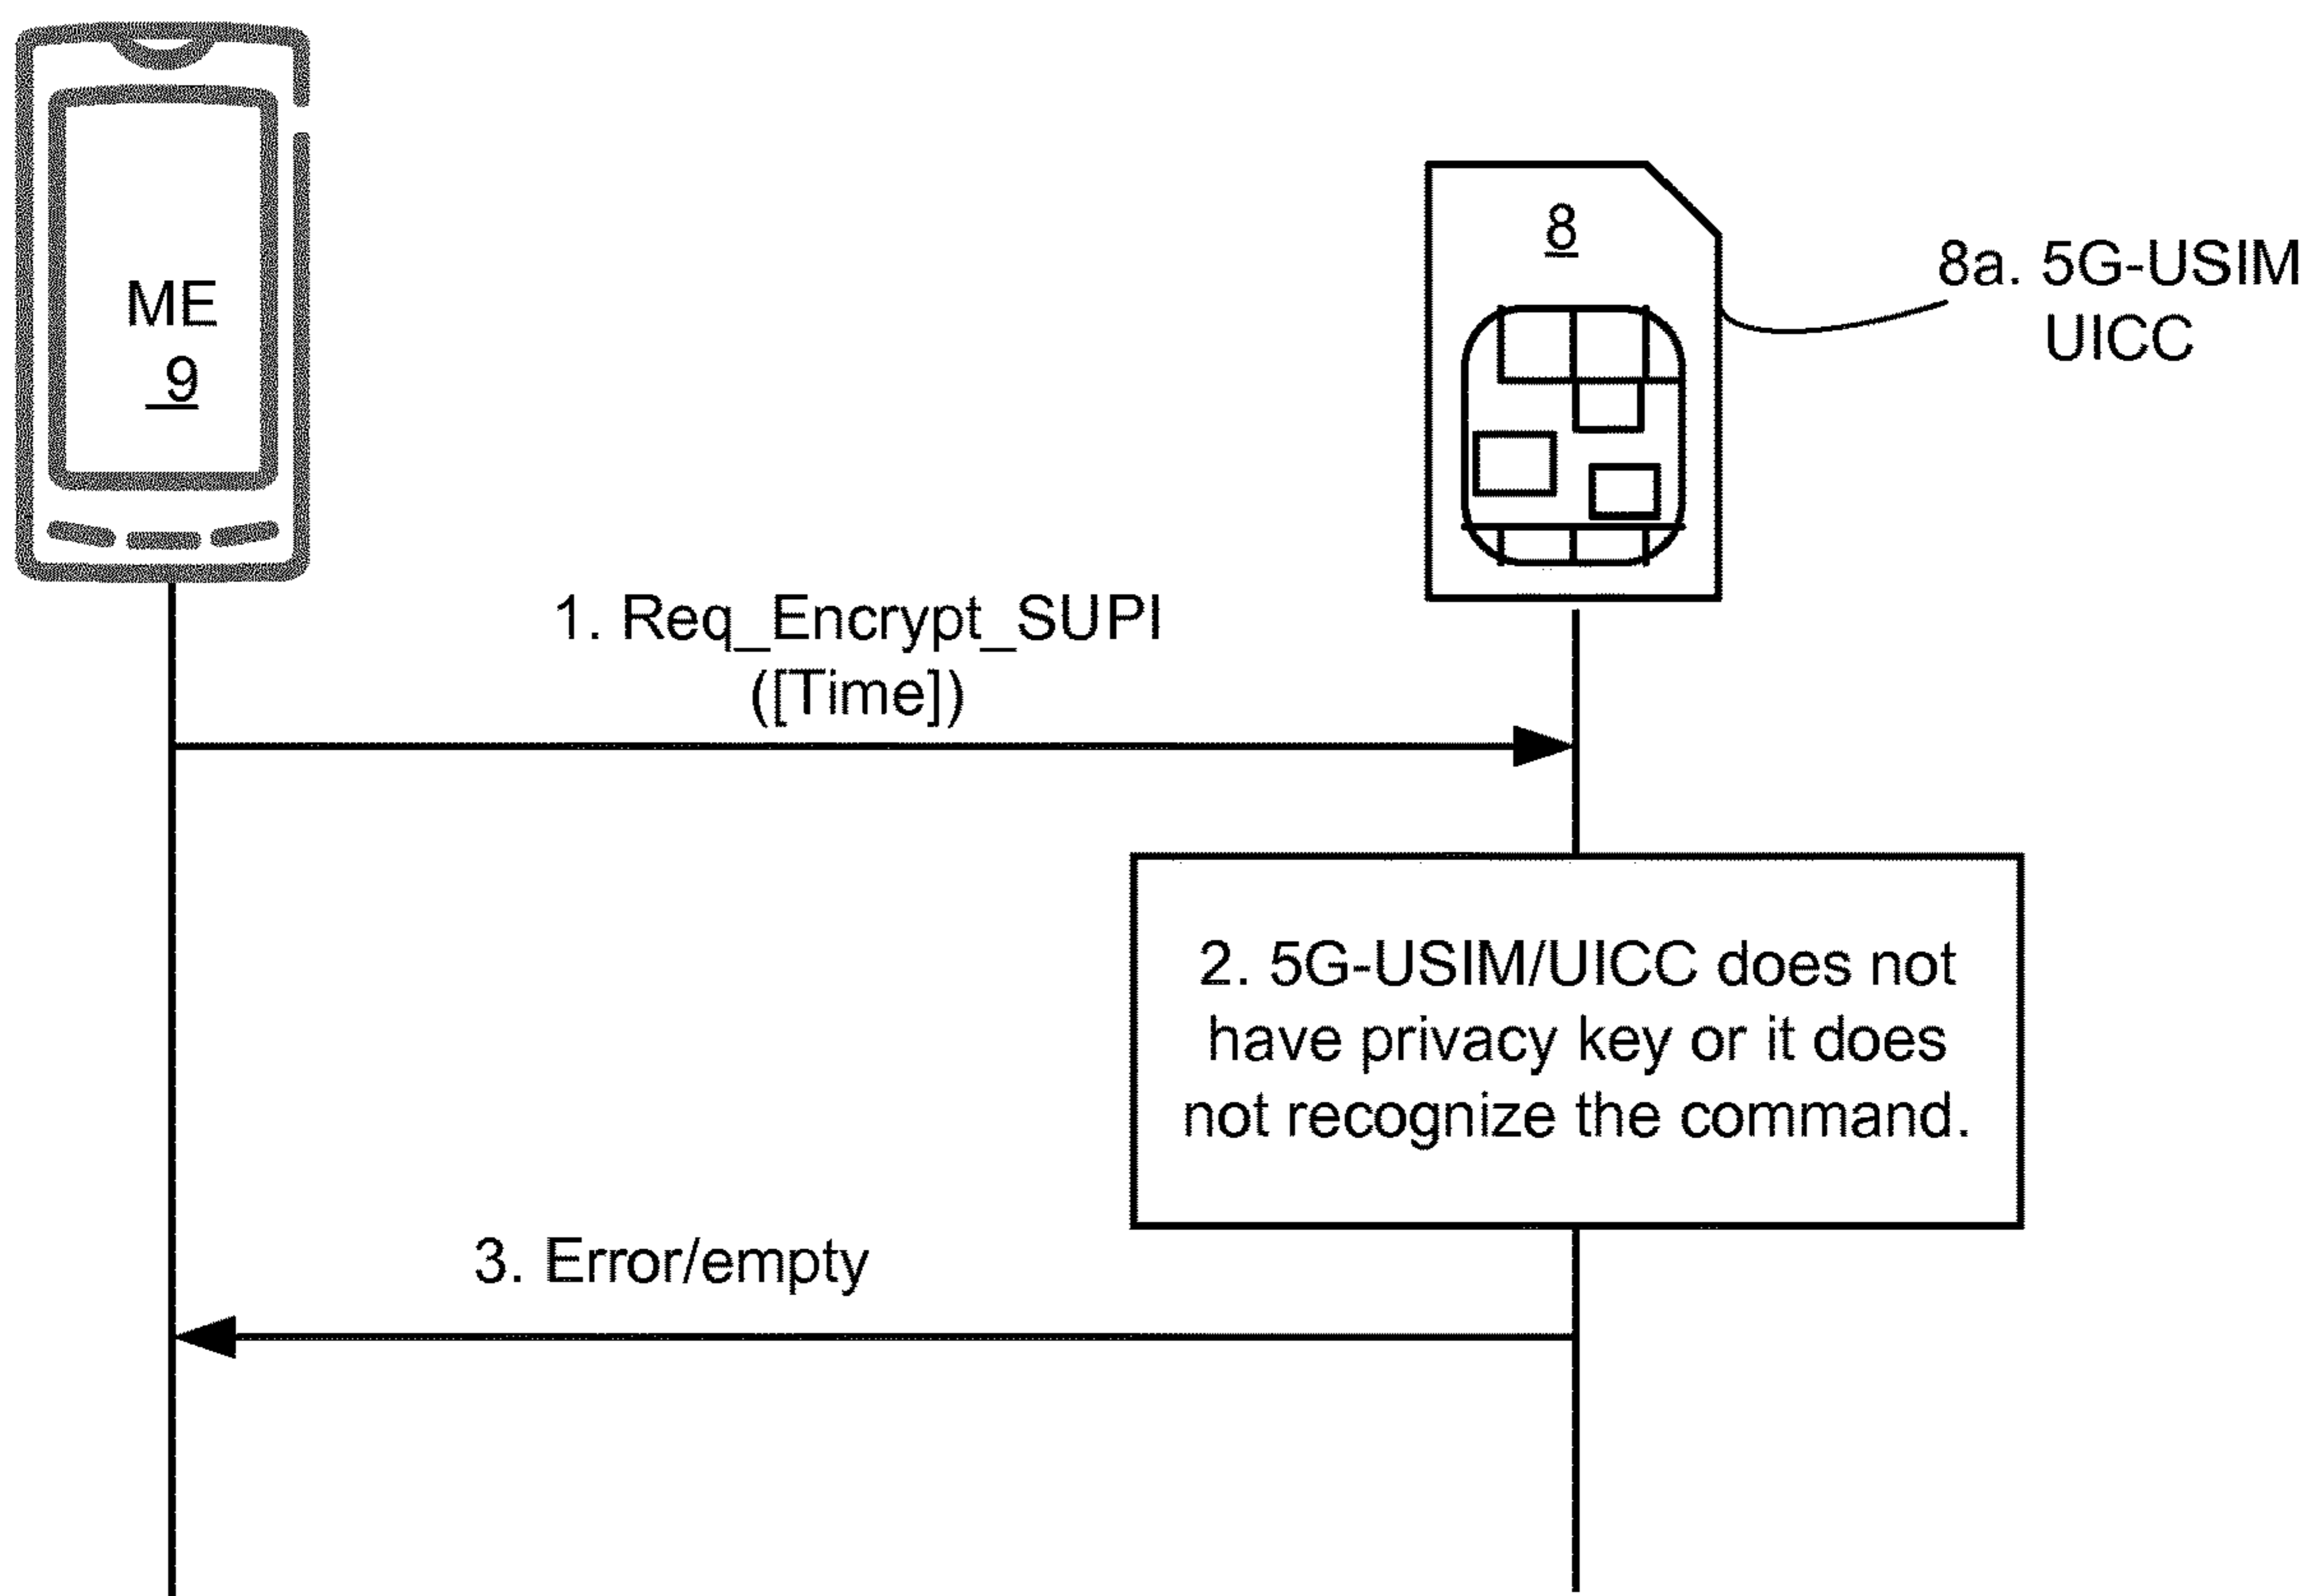 ME
9
8
8a. 5G-USIM
UICC
1. Req_Encrypt_SUPI
([Time])
2. 5G-USIM/UICC does not
have privacy key or it does
not recognize the command.
3. Error/empty